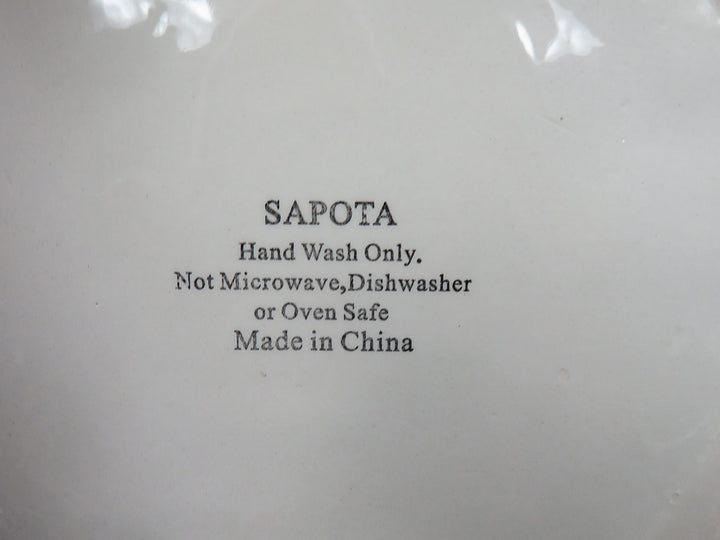 SAPOTA
Hand Wash Only.
Not Microwave,Dishwasher
or Oven Safe
Made in China